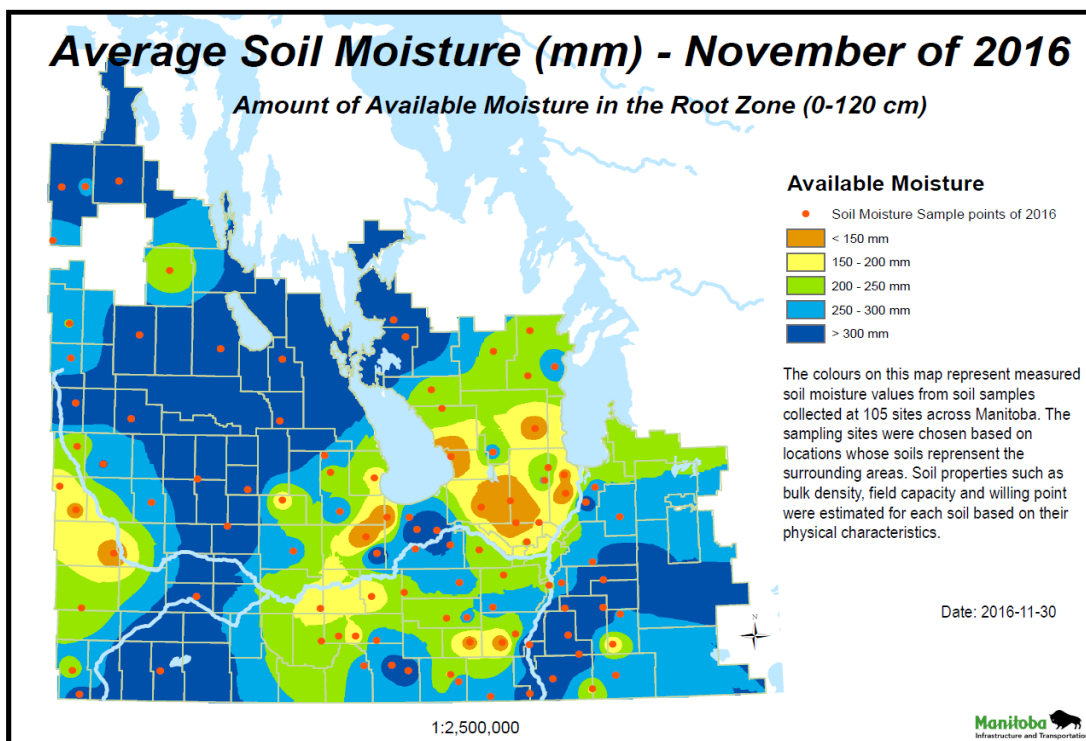 Average Soil Moisture (mm) - November of 2016
Amount of Available Moisture in the Root Zone (0-120 cm)
Available Moisture
Soil Moisture Sample points of 2016
< 150 mm
150 - 200 mm
200 - 250 mm
250 - 300 mm
> 300 mm
The colours on this map represent measured
soil moisture values from soil samples
collected at 105 sites across Manitoba. The
sampling sites were chosen based on
locations whose soils reprensent the
surrounding areas. Soil properties such as
bulk density, field capacity and willing point
were estimated for each soil based on their
physical characteristics.
Date: 2016-11-30
N
1:2,500,000
Manitoba
Infrastructure and Transportation